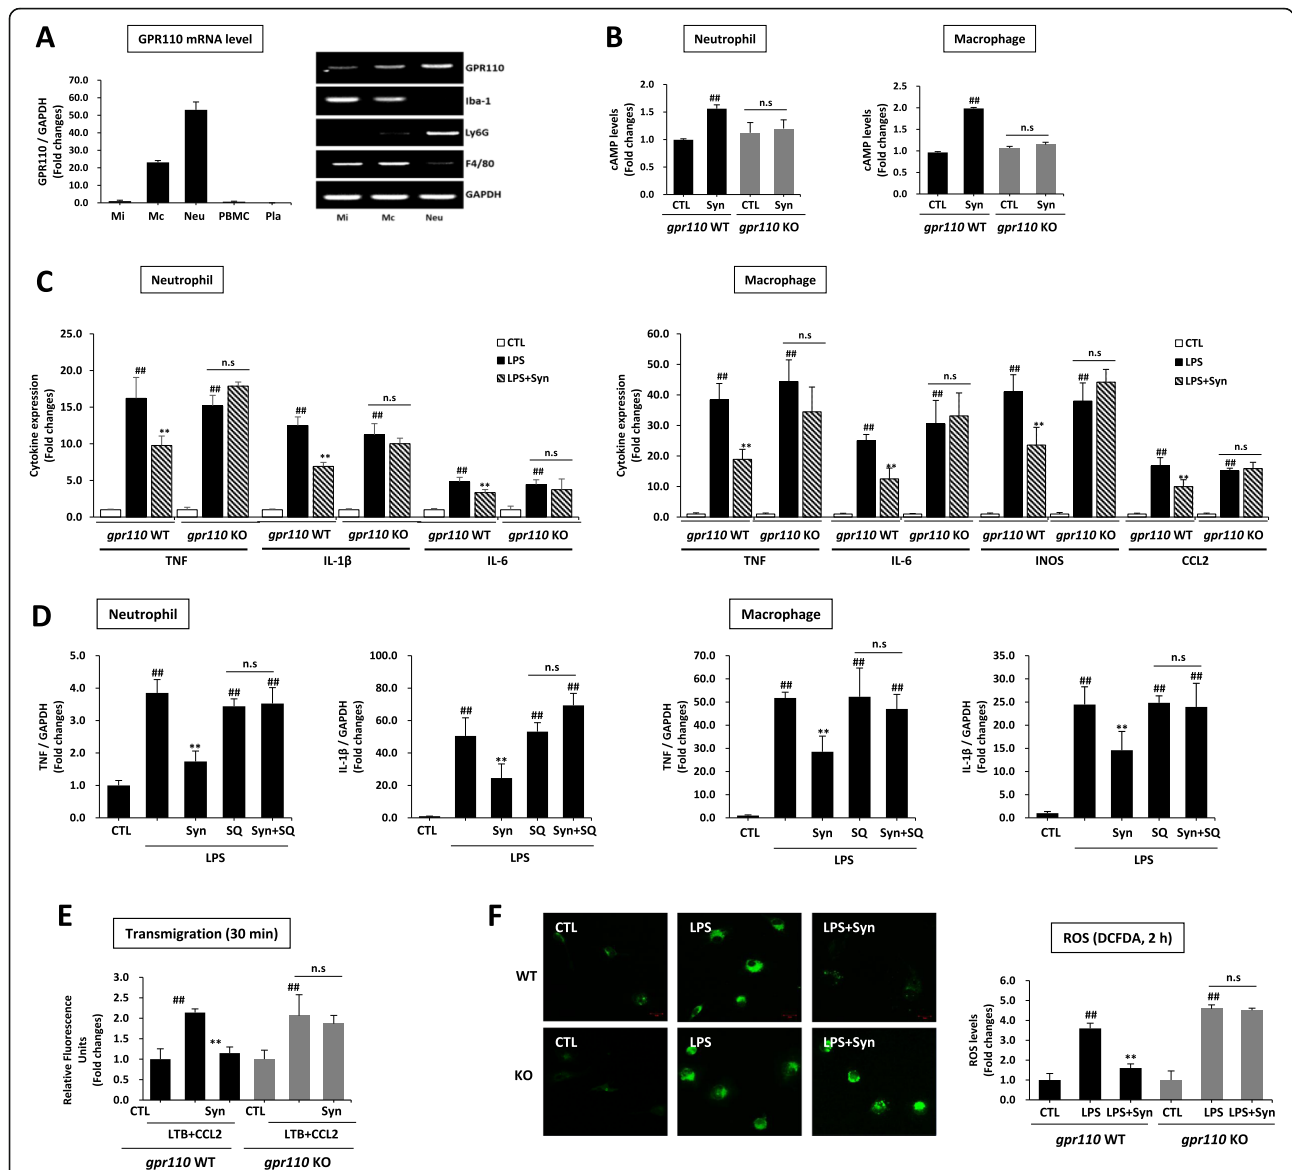 A
GPR110 mRNA level
GPR110 / GAPDH
(Fold changes)
70.0
60.0
50.0
40.0
30.0
20.0
10.0
0.0
Mi Mc Neu PBMC Pla
GPR110
Iba-1
Ly6G
F4/80
GAPDH
Mi Mc Neu
B
Neutrophil
cAMP levels
(Fold changes)
2.0
1.5
1.0
0.5
0.0
##
n.s
CTL Syn CTL Syn
gpr110 WT gpr110 KO
Macrophage
cAMP levels
(Fold changes)
2.5
2.0
1.5
1.0
0.5
0.0
##
n.s
CTL Syn CTL Syn
gpr110 WT gpr110 KO
C
Neutrophil
Cytokine expression
(Fold changes)
25.0
20.0
15.0
10.0
5.0
0.0
CTL
LPS
LPS+Syn
## ** ## n.s
## ** ## n.s
## ** ## n.s
gpr110 WT gpr110 KO gpr110 WT gpr110 KO gpr110 WT gpr110 KO
TNF IL-1β IL-6
Macrophage
Cytokine expression
(Fold changes)
60.0
50.0
40.0
30.0
20.0
10.0
0.0
CTL
LPS
LPS+Syn
## ** ## n.s
## ** ## n.s
## ** ## n.s
## ** ## n.s
gpr110 WT gpr110 KO gpr110 WT gpr110 KO gpr110 WT gpr110 KO gpr110 WT gpr110 KO
TNF IL-6 INOS CCL2
D
Neutrophil
TNF / GAPDH
(Fold changes)
5.0
4.0
3.0
2.0
1.0
0.0
## ** ## n.s ##
CTL Syn SQ Syn+SQ
LPS
IL-1β / GAPDH
(Fold changes)
100.0
80.0
60.0
40.0
20.0
0.0
## ** ## n.s ##
CTL Syn SQ Syn+SQ
LPS
Macrophage
TNF / GAPDH
(Fold changes)
70.0
60.0
50.0
40.0
30.0
20.0
10.0
0.0
## ** ## n.s ##
CTL Syn SQ Syn+SQ
LPS
IL-1β / GAPDH
(Fold changes)
35.0
30.0
25.0
20.0
15.0
10.0
5.0
0.0
## ** ## n.s ##
CTL Syn SQ Syn+SQ
LPS
E
Transmigration (30 min)
Relative Fluorescence
Units
(Fold changes)
3.0
2.5
2.0
1.5
1.0
0.5
0.0
## ** ## n.s
CTL Syn CTL Syn
LTB+CCL2 LTB+CCL2
gpr110 WT gpr110 KO
F
WT
CTL LPS LPS+Syn
KO
CTL LPS LPS+Syn
ROS (DCFDA, 2 h)
ROS levels
(Fold changes)
6.0
5.0
4.0
3.0
2.0
1.0
0.0
## ** ## n.s
CTL LPS LPS+Syn CTL LPS LPS+Syn
gpr110 WT gpr110 KO